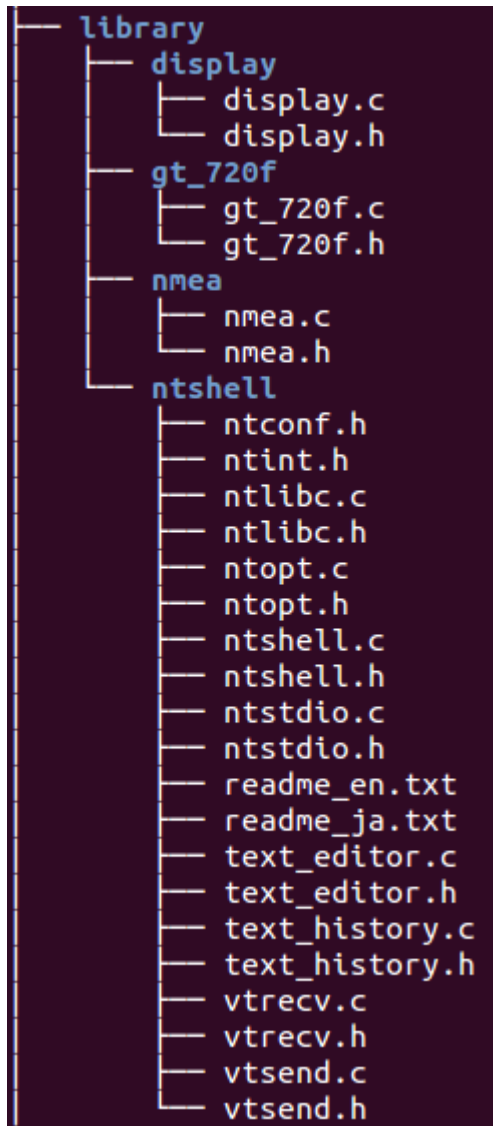 ├── library
│   ├── display
│   │   ├── display.c
│   │   └── display.h
│   ├── gt_720f
│   │   ├── gt_720f.c
│   │   └── gt_720f.h
│   ├── nmea
│   │   ├── nmea.c
│   │   └── nmea.h
│   └── ntshell
│       ├── ntconf.h
│       ├── ntint.h
│       ├── ntlibc.c
│       ├── ntlibc.h
│       ├── ntopt.c
│       ├── ntopt.h
│       ├── ntshell.c
│       ├── ntshell.h
│       ├── ntstdio.c
│       ├── ntstdio.h
│       ├── readme_en.txt
│       ├── readme_ja.txt
│       ├── text_editor.c
│       ├── text_editor.h
│       ├── text_history.c
│       ├── text_history.h
│       ├── vtrecv.c
│       ├── vtrecv.h
│       ├── vtsend.c
│       └── vtsend.h